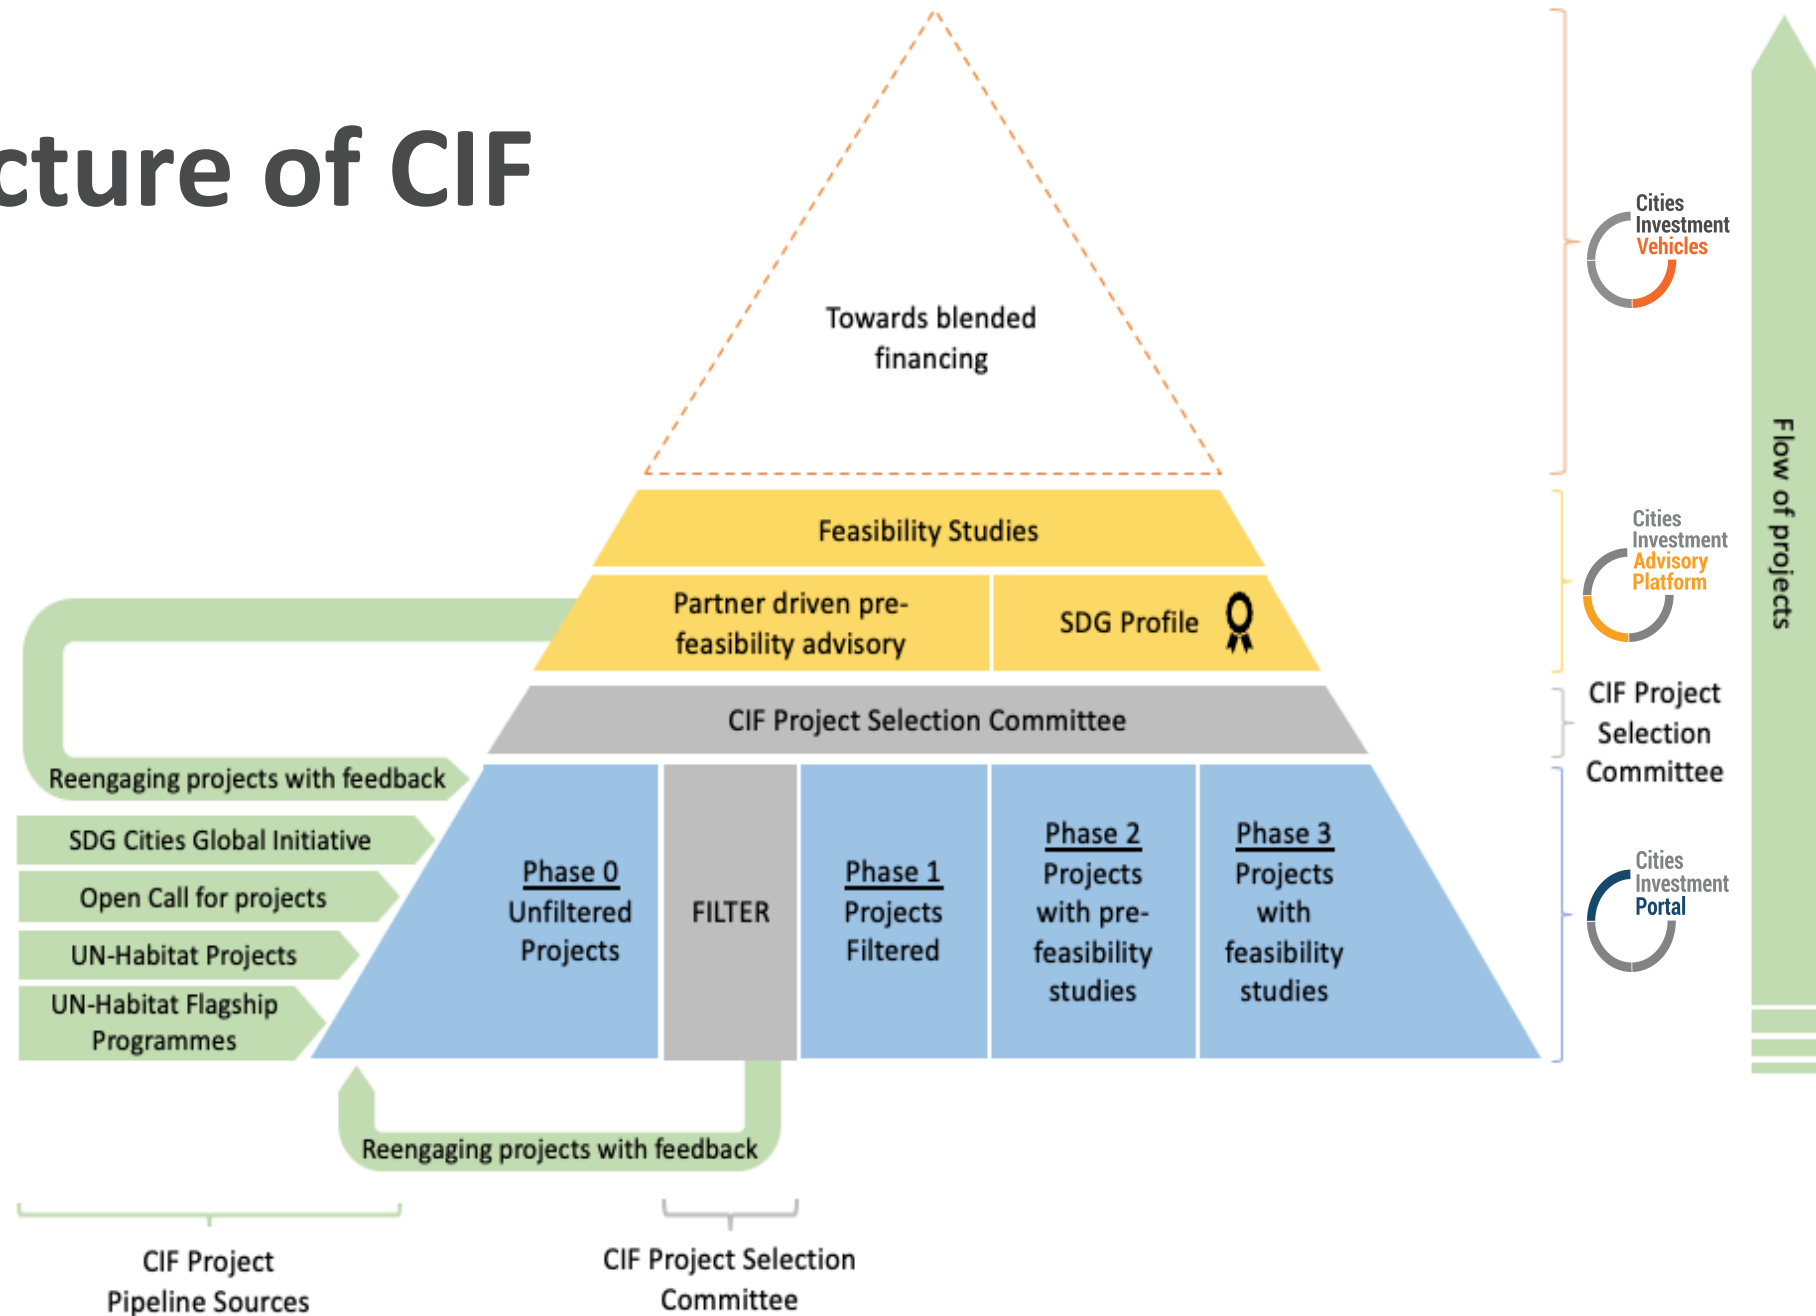 cture of CIF
Towards blended
financing
Feasibility Studies
Partner driven pre-
feasibility advisory
SDG Profile
CIF Project Selection Committee
Reengaging projects with feedback
SDG Cities Global Initiative
Open Call for projects
UN-Habitat Projects
UN-Habitat Flagship
Programmes
Phase 0
Unfiltered
Projects
FILTER
Phase 1
Projects
Filtered
Phase 2
Projects
with pre-
feasibility
studies
Phase 3
Projects
with
feasibility
studies
Reengaging projects with feedback
CIF Project
Pipeline Sources
CIF Project Selection
Committee
Cities
Investment
Vehicles
Cities
Investment
Advisory
Platform
CIF Project
Selection
Committee
Cities
Investment
Portal
Flow of projects